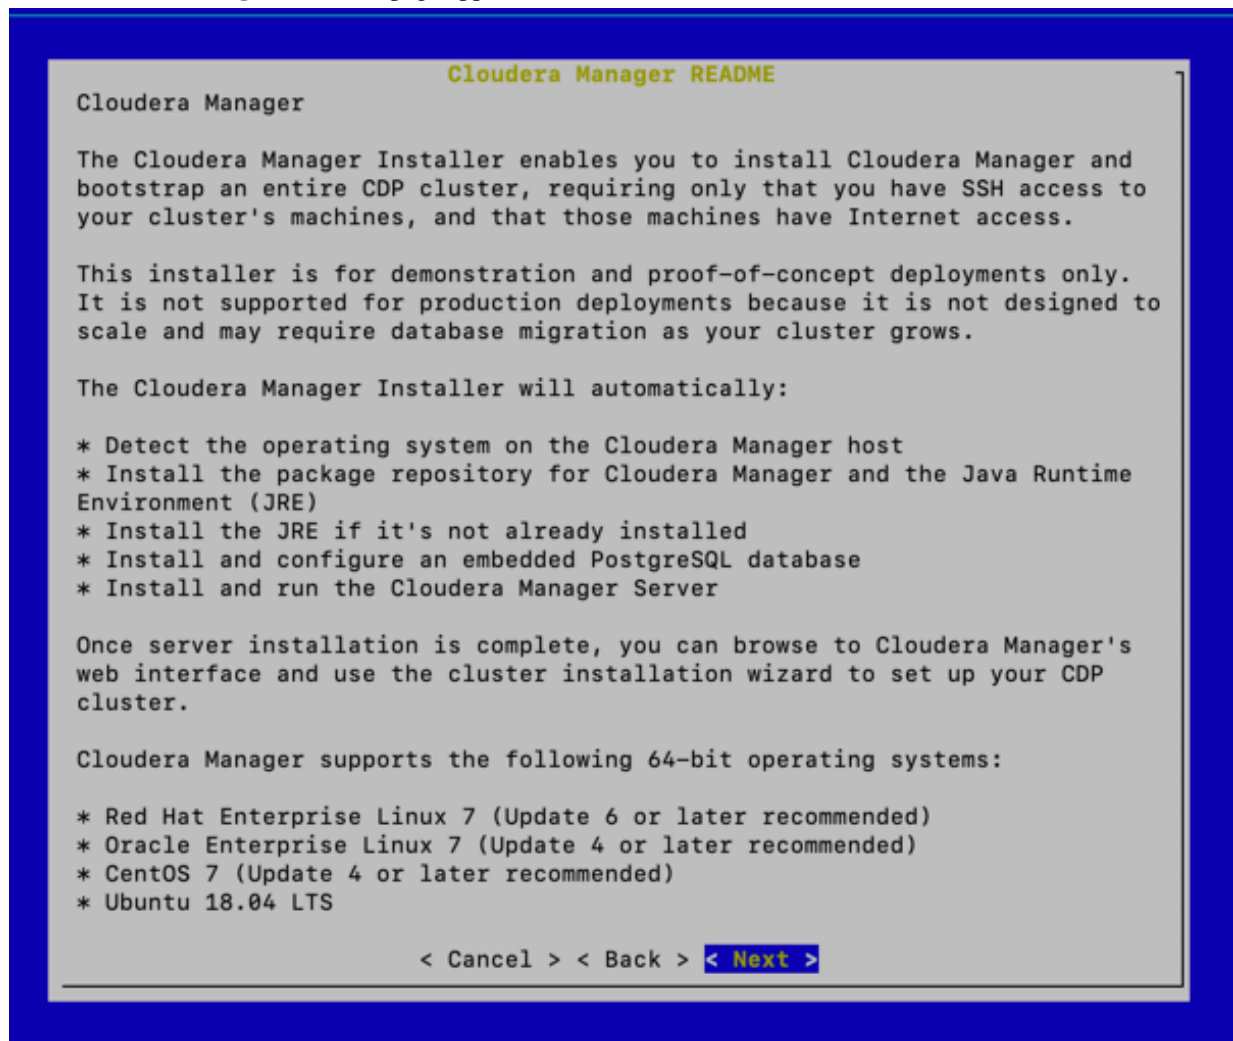 Cloudera Manager README
Cloudera Manager
The Cloudera Manager Installer enables you to install Cloudera Manager and
bootstrap an entire CDP cluster, requiring only that you have SSH access to
your cluster's machines, and that those machines have Internet access.
This installer is for demonstration and proof-of-concept deployments only.
It is not supported for production deployments because it is not designed to
scale and may require database migration as your cluster grows.
The Cloudera Manager Installer will automatically:
* Detect the operating system on the Cloudera Manager host
* Install the package repository for Cloudera Manager and the Java Runtime
Environment (JRE)
* Install the JRE if it's not already installed
* Install and configure an embedded PostgreSQL database
* Install and run the Cloudera Manager Server
Once server installation is complete, you can browse to Cloudera Manager's
web interface and use the cluster installation wizard to set up your CDP
cluster.
Cloudera Manager supports the following 64-bit operating systems:
* Red Hat Enterprise Linux 7 (Update 6 or later recommended)
* Oracle Enterprise Linux 7 (Update 4 or later recommended)
* CentOS 7 (Update 4 or later recommended)
* Ubuntu 18.04 LTS
< Cancel > < Back > < Next >